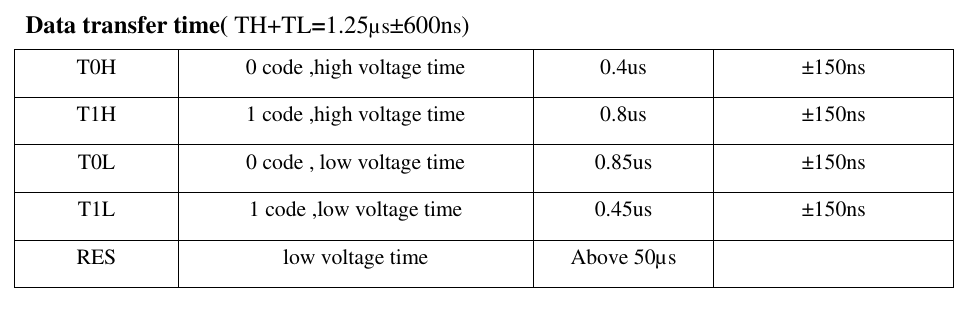 Data transfer time( TH+TL=1.25µs±600ns)
T0H 0 code ,high voltage time 0.4us ±150ns
T1H 1 code ,high voltage time 0.8us ±150ns
T0L 0 code , low voltage time 0.85us ±150ns
T1L 1 code ,low voltage time 0.45us ±150ns
RES low voltage time Above 50µs